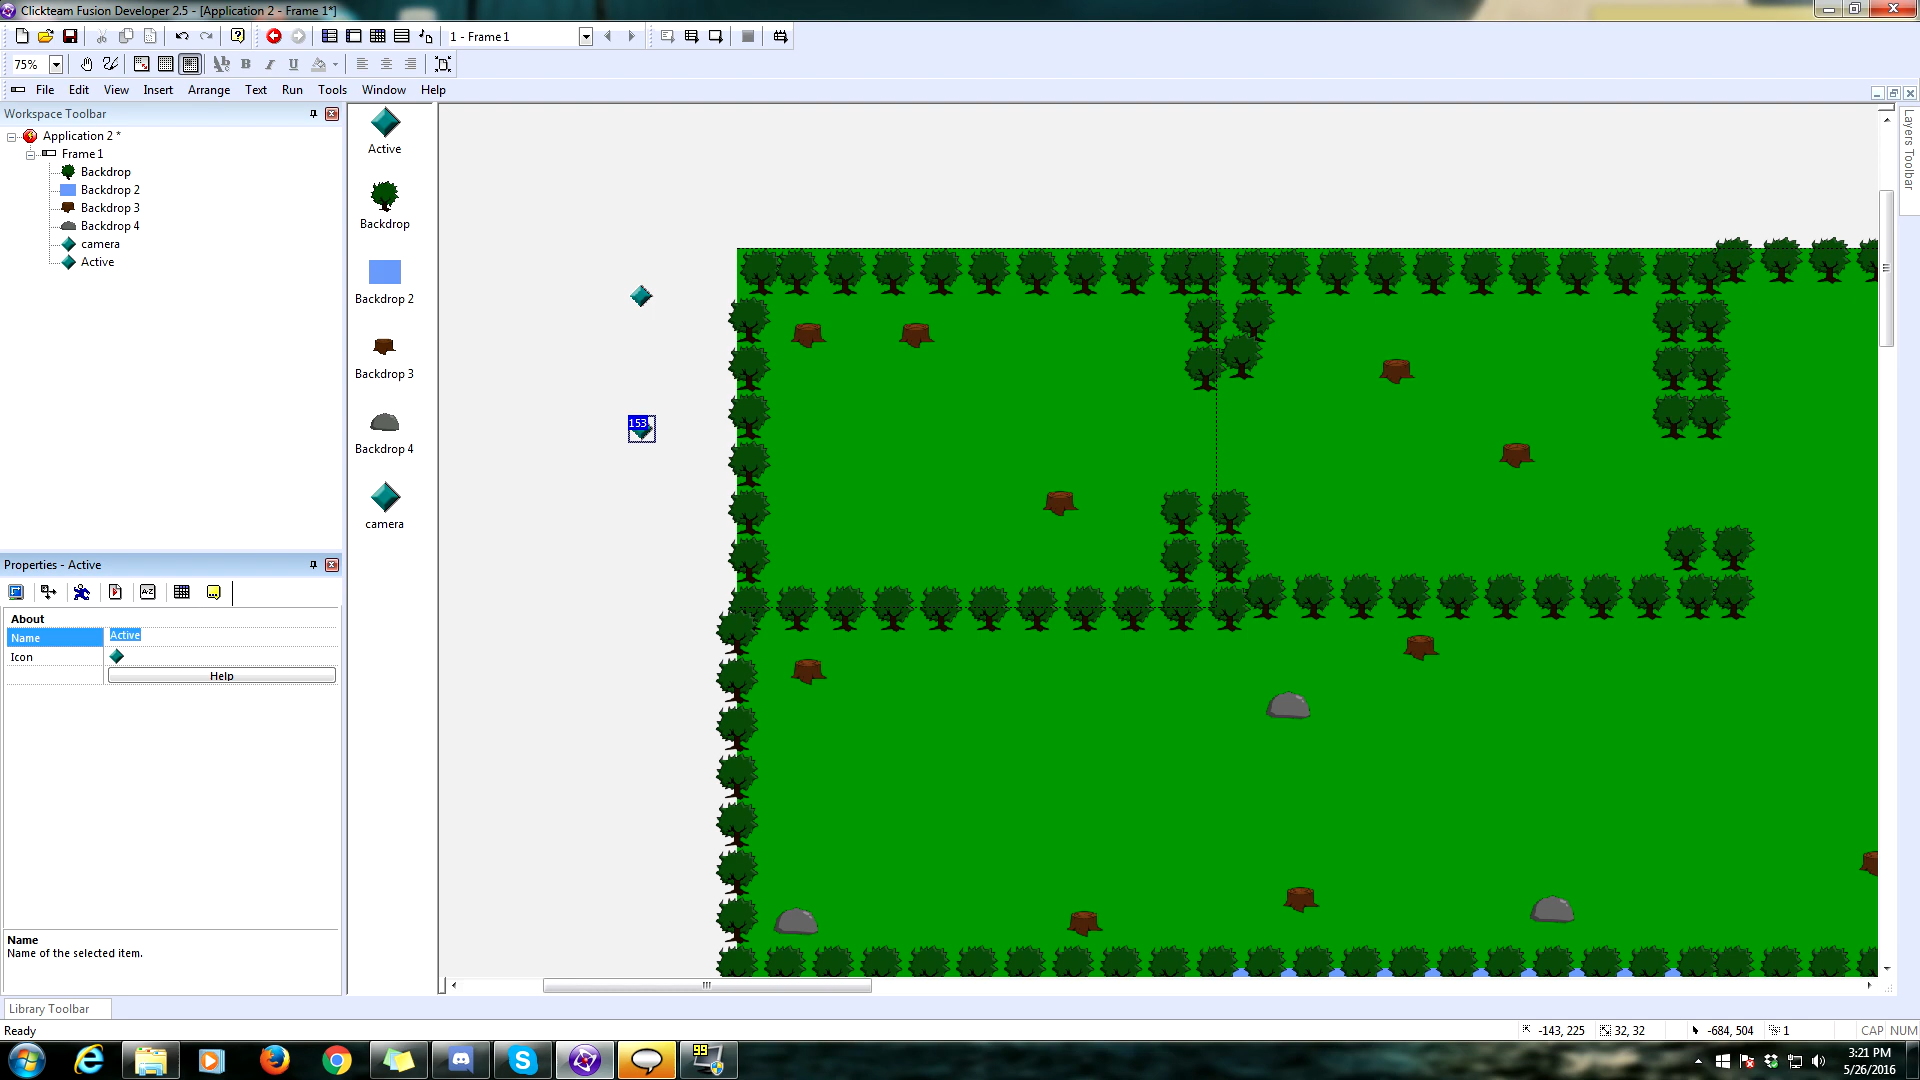 Clickteam Fusion Developer 2.5 - [Application 2 - Frame 1*]
1 - Frame 1
75%
File Edit View Insert Arrange Text Run Tools Window Help
Workspace Toolbar
Application 2 *
Frame 1
Backdrop
Backdrop 2
Backdrop 3
Backdrop 4
camera
Active
Active
Backdrop
Backdrop 2
Backdrop 3
Backdrop 4
camera
153
Layers Toolbar
Properties - Active
About
Name Active
Icon
Help
Name
Name of the selected item.
Library Toolbar
Ready
-143, 225 32, 32 -684, 504 1 CAP NUM
99
3:21 PM
5/26/2016